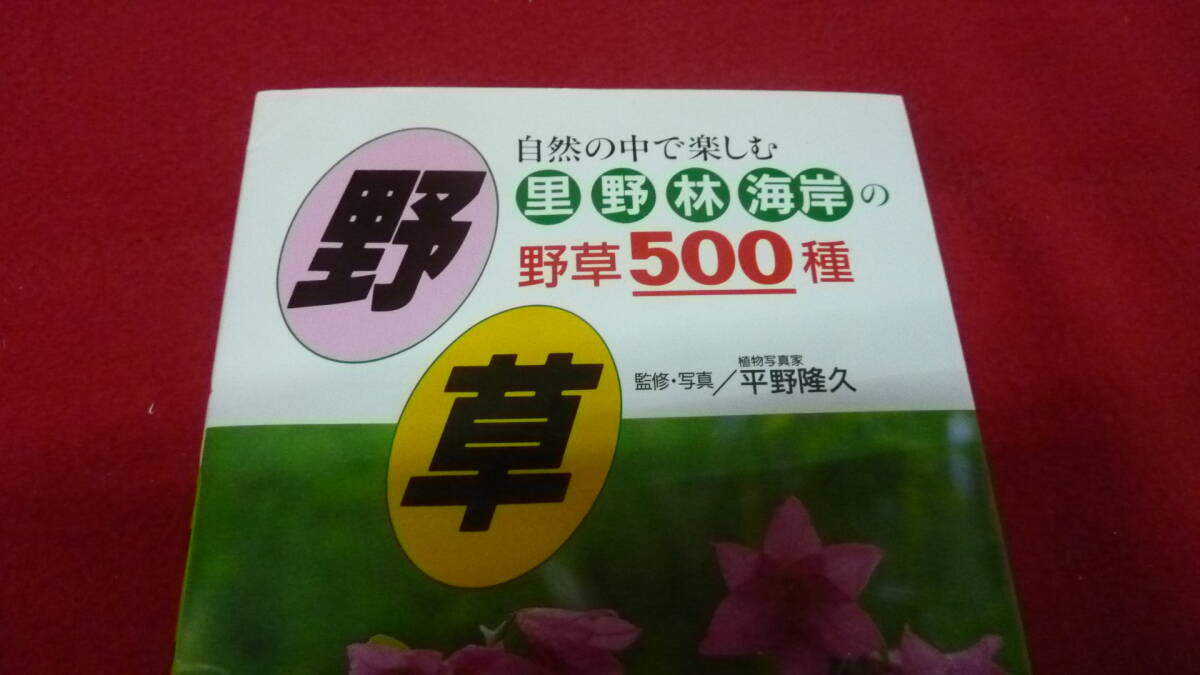 野草
自然の中で楽しむ
里野林海岸の
野草500種
植物写真家
監修・写真／平野隆久